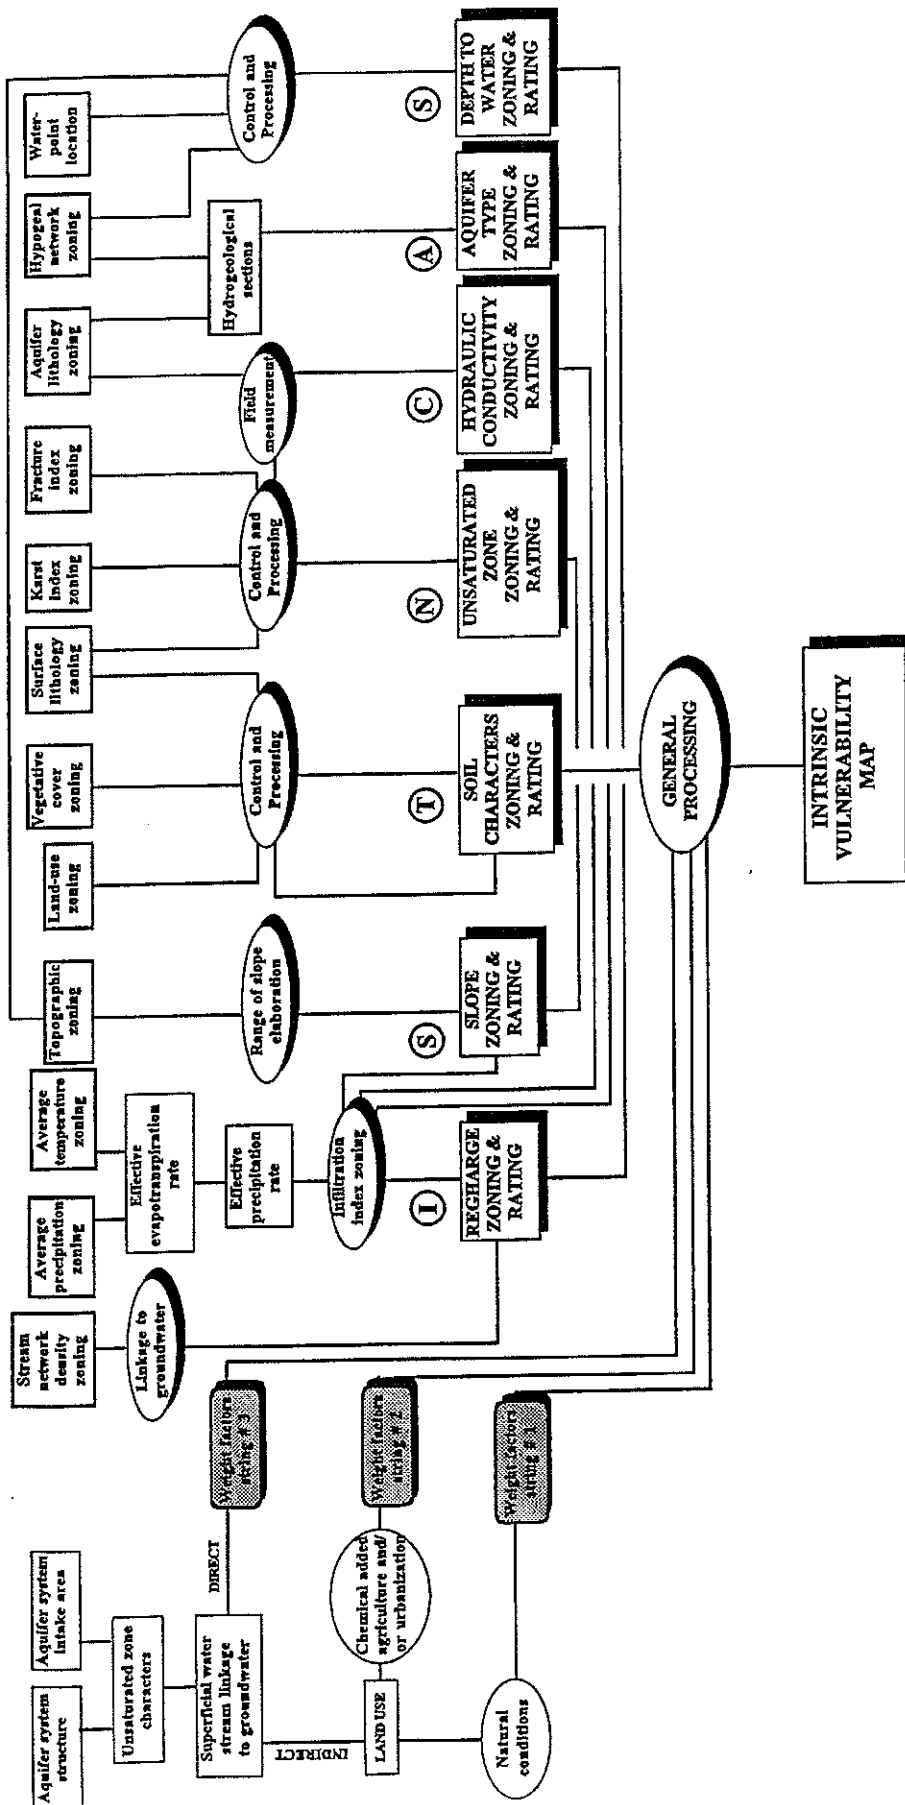 Aquifer system
structure
Aquifer system
intake area
Stream
network
density
zoning
Average
precipitation
zoning
Average
temperature
zoning
Topographic
zoning
Land-use
zoning
Vegetative
cover
zoning
Surface
lithology
zoning
Karst
index
zoning
Fracture
index
zoning
Aquifer
lithology
zoning
Hypogeal
network
zoning
Water-
point
location
Unsaturated zone
characters
Linkage to
groundwater
Effective
evapotranspiration
rate
Superficial water
stream linkage
to groundwater
DIRECT
Weight factors
string # 3
Effective
precipitation
rate
Range of slope
elaboration
Control and
Processing
Control and
Processing
Field
measurement
Hydrogeological
sections
Control and
Processing
INDIRECT
LAND USE
Chemical added
agriculture and/
or urbanization
Weight factors
string # 2
Infiltration
index zoning
I
S
T
N
C
A
S
Natural
conditions
Weight factors
string # 1
REGHARGE
ZONING &
RATING
SLOPE
ZONING &
RATING
SOIL
CHARACTERS
ZONING &
RATING
UNSATURATED
ZONE
ZONING &
RATING
HYDRAULIC
CONDUCTIVITY
ZONING &
RATING
AQUIFER
TYPE
ZONING &
RATING
DEPTH TO
WATER
ZONING &
RATING
GENERAL
PROCESSING
INTRINSIC
VULNERABILITY
MAP